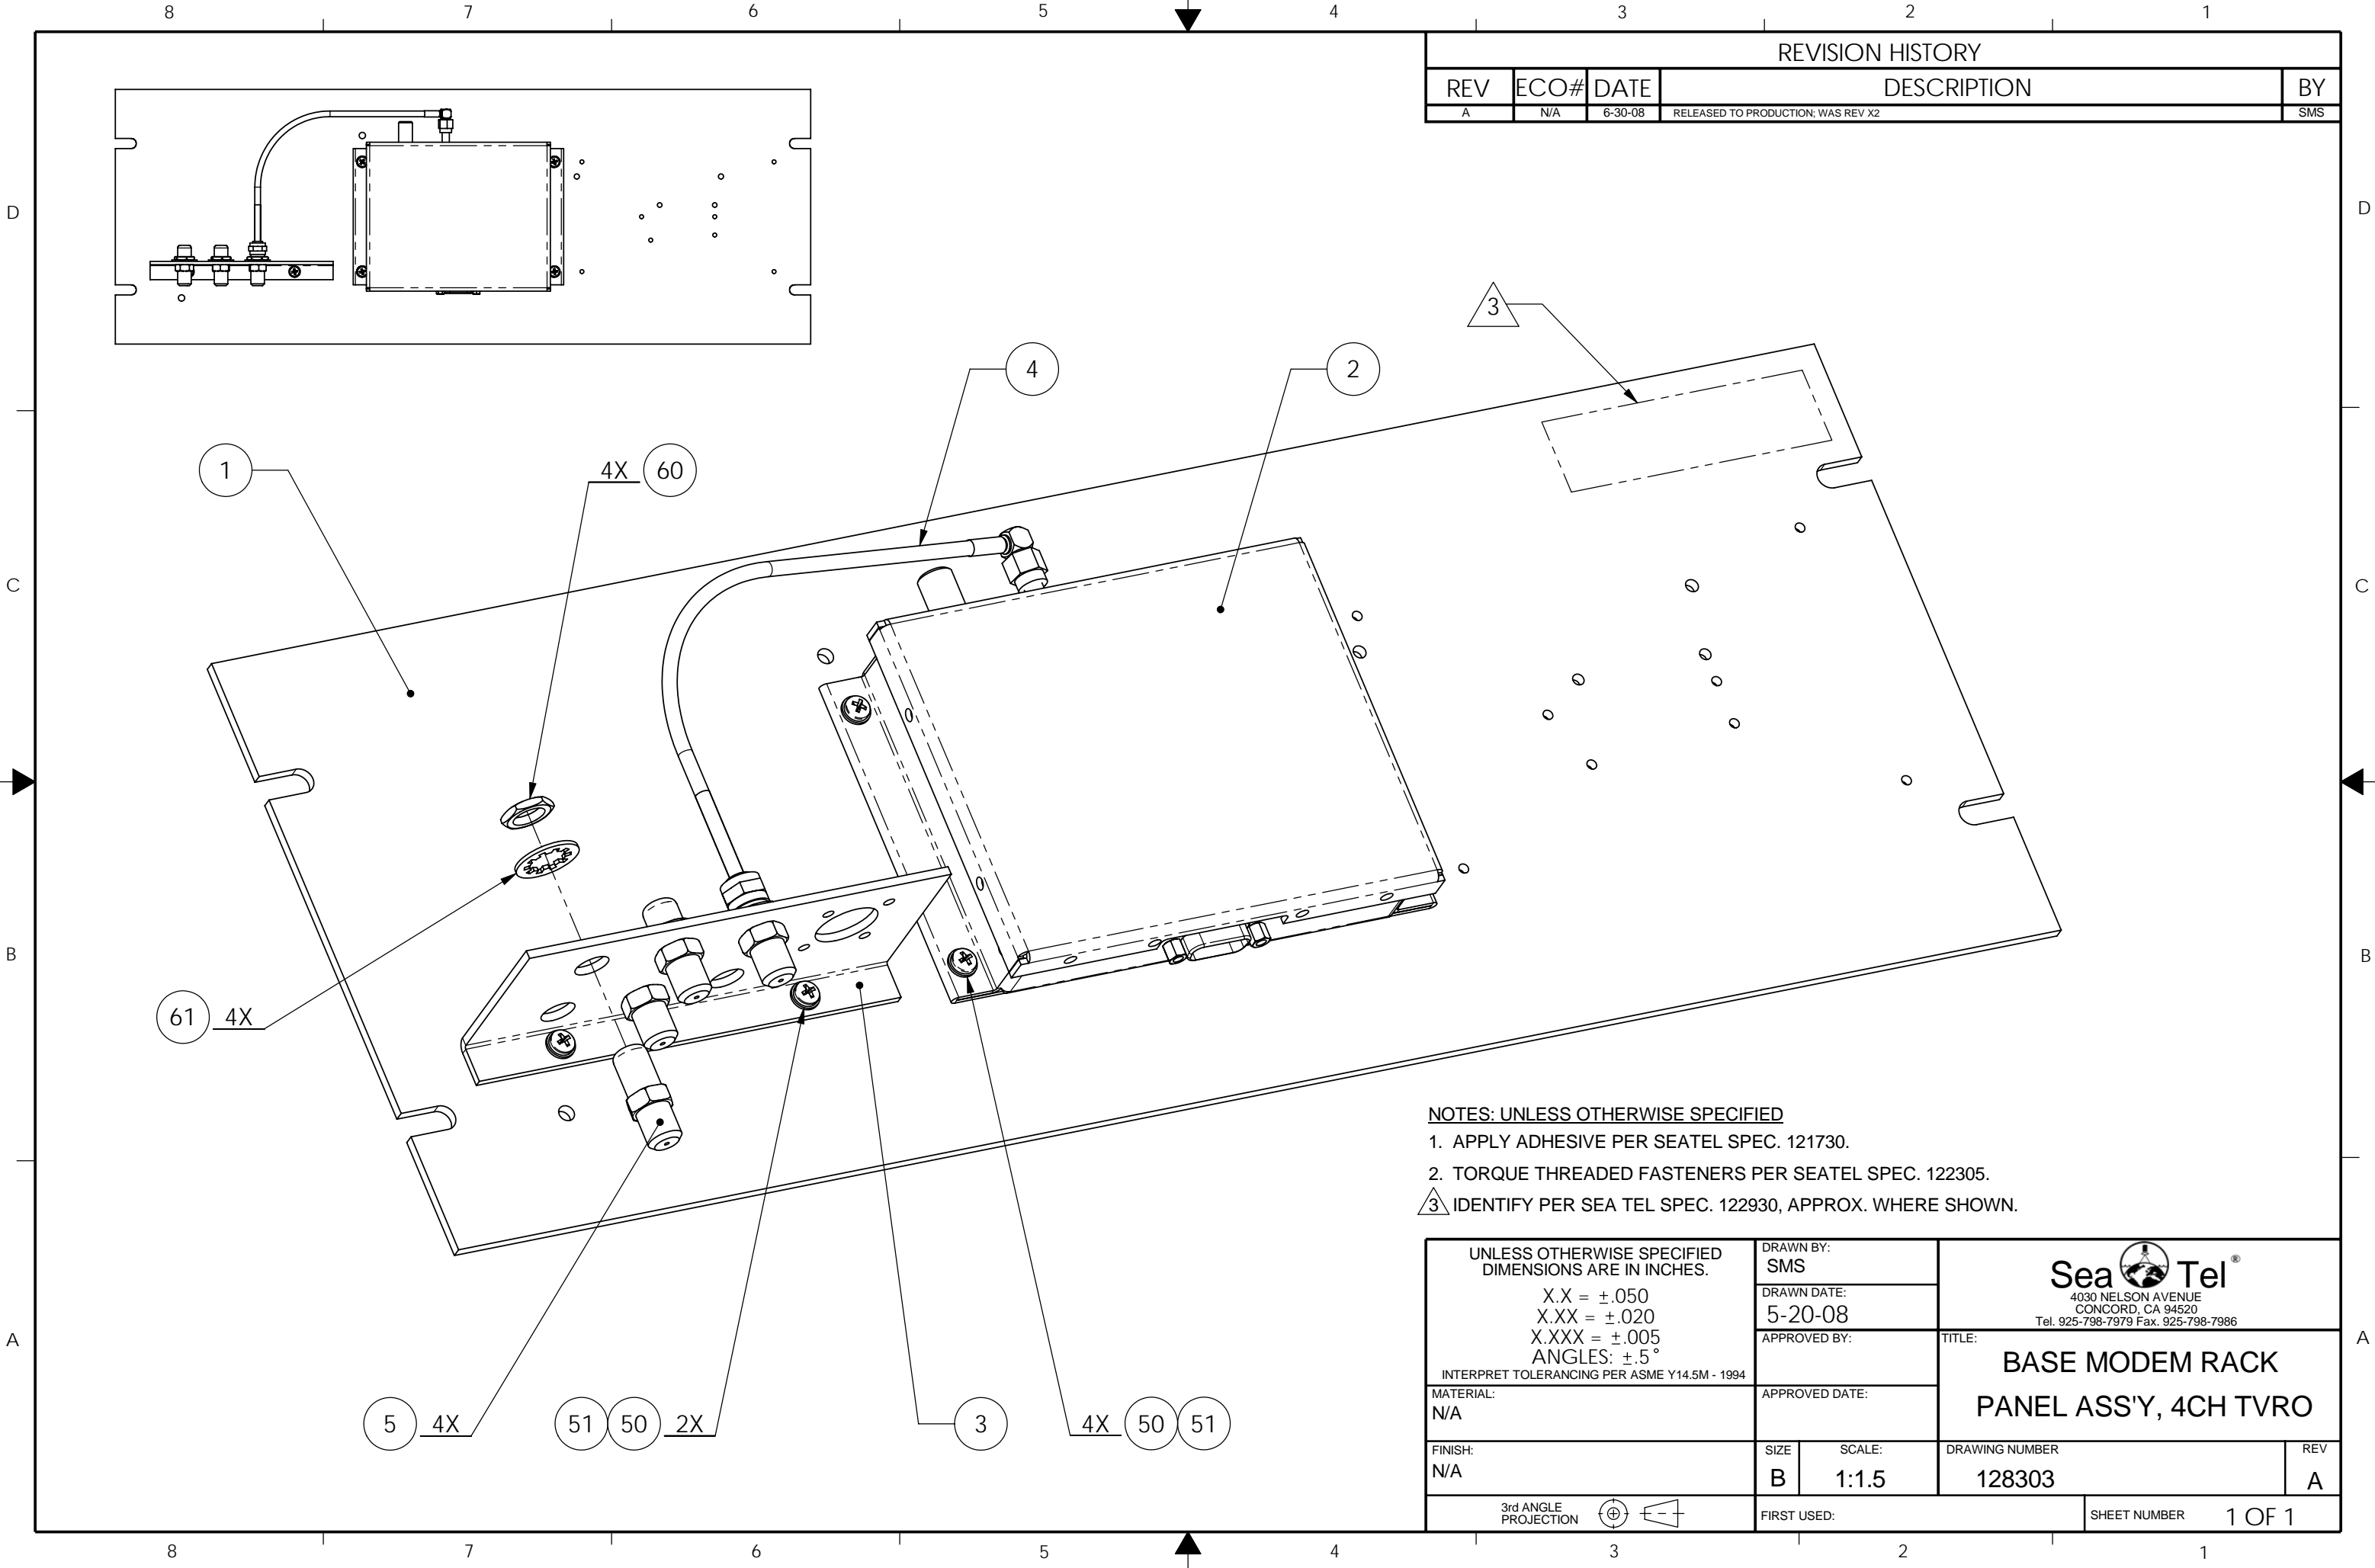 8 7 6 5 4 3 2 1
REVISION HISTORY
REV ECO# DATE DESCRIPTION BY
A N/A 6-30-08 RELEASED TO PRODUCTION; WAS REV X2 SMS
D D
3
4
2
1
4X 60
C C
B B
61 4X
5 4X
51 50 2X
3
4X 50 51
NOTES: UNLESS OTHERWISE SPECIFIED
1. APPLY ADHESIVE PER SEATEL SPEC. 121730.
2. TORQUE THREADED FASTENERS PER SEATEL SPEC. 122305.
3 IDENTIFY PER SEA TEL SPEC. 122930, APPROX. WHERE SHOWN.
A A
UNLESS OTHERWISE SPECIFIED
DIMENSIONS ARE IN INCHES.
X.X = ±.050
X.XX = ±.020
X.XXX = ±.005
ANGLES: ±.5°
INTERPRET TOLERANCING PER ASME Y14.5M - 1994
MATERIAL:
N/A
FINISH:
N/A
3rd ANGLE
PROJECTION
DRAWN BY:
SMS
DRAWN DATE:
5-20-08
APPROVED BY:
APPROVED DATE:
SIZE
B
SCALE:
1:1.5
FIRST USED:
Sea Tel ®
4030 NELSON AVENUE
CONCORD, CA 94520
Tel. 925-798-7979 Fax. 925-798-7986
TITLE:
BASE MODEM RACK
PANEL ASS'Y, 4CH TVRO
DRAWING NUMBER
128303
REV
A
SHEET NUMBER 1 OF 1
8 7 6 5 4 3 2 1